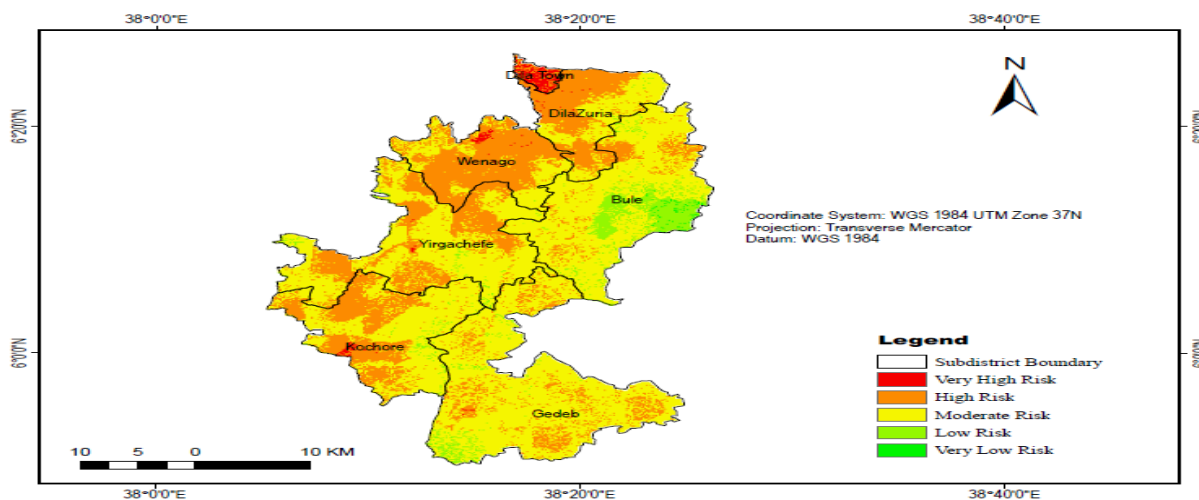 38°0'0"E 38°20'0"E 38°40'0"E
N
Dila Town
DilaZuria
6°20'0"N
Wenago
Bule
Coordinate System: WGS 1984 UTM Zone 37N
Projection: Transverse Mercator
Datum: WGS 1984
Yirgachefe
Legend
Subdistrict Boundary
Very High Risk
High Risk
Moderate Risk
Low Risk
Very Low Risk
Kochore
6°0'0"N
Gedeb
10 5 0 10 KM
38°0'0"E 38°20'0"E 38°40'0"E